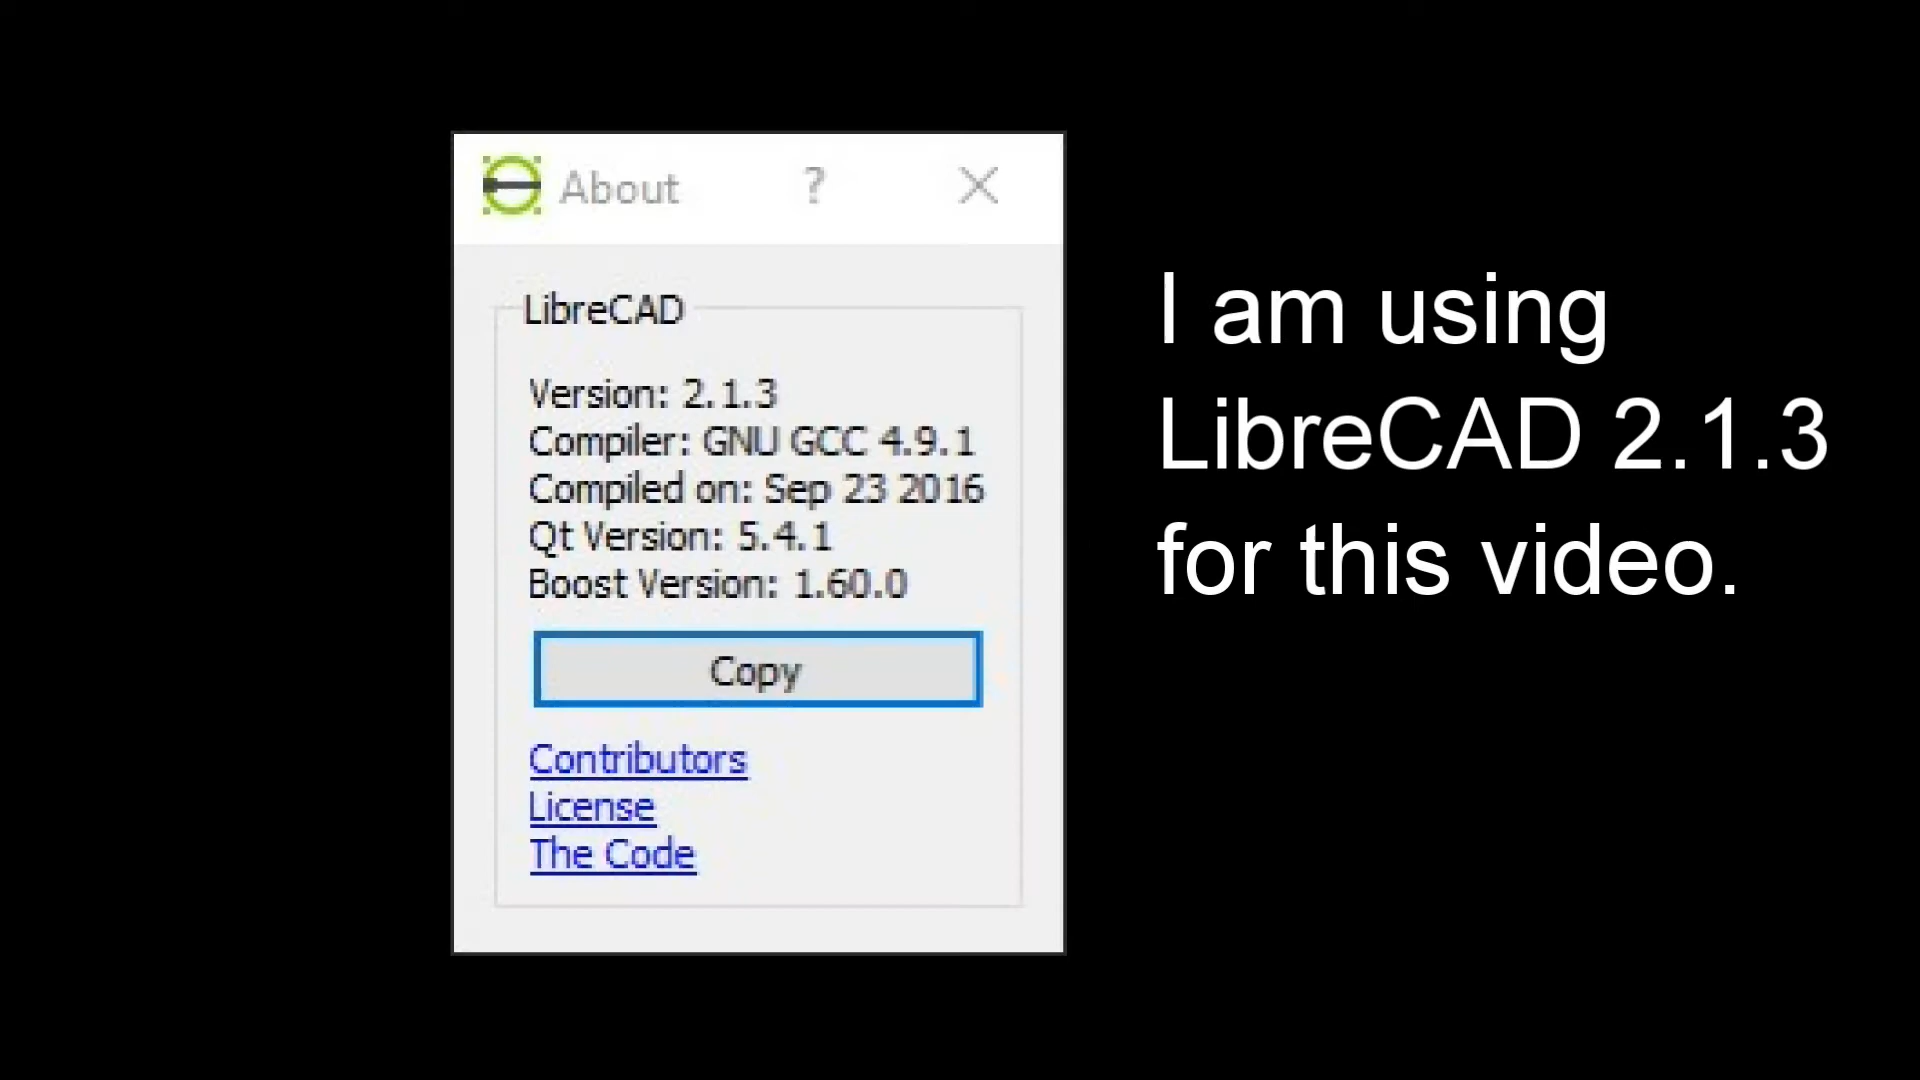 About ?
LibreCAD
Version: 2.1.3
Compiler: GNU GCC 4.9.1
Compiled on: Sep 23 2016
Qt Version: 5.4.1
Boost Version: 1.60.0
Copy
Contributors
License
The Code
I am using
LibreCAD 2.1.3
for this video.